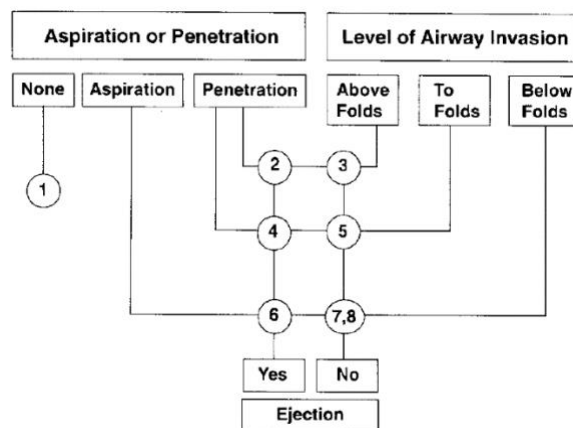 Aspiration or Penetration
Level of Airway Invasion
None
Aspiration
Penetration
Above
Folds
To
Folds
Below
Folds
1
2
3
4
5
6
7,8
Yes
No
Ejection